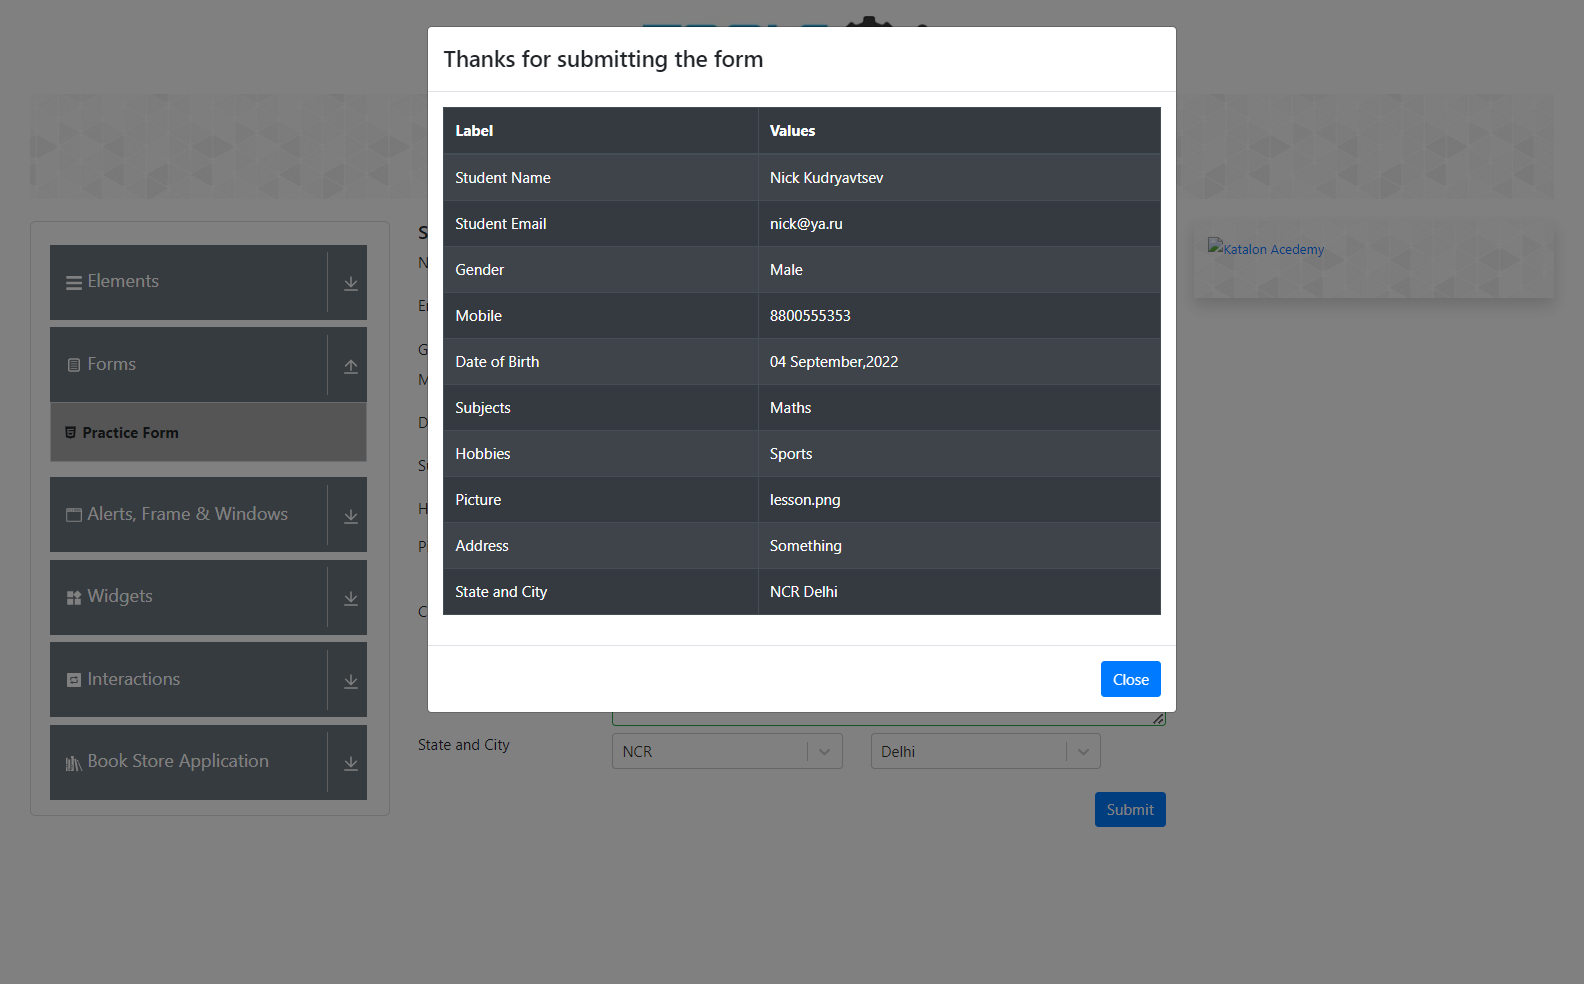 Thanks for submitting the form
Label Values
Student Name Nick Kudryavtsev
Student Email nick@ya.ru
Gender Male
Mobile 8800555353
Date of Birth 04 September,2022
Subjects Maths
Hobbies Sports
Picture lesson.png
Address Something
State and City NCR Delhi
Close
Elements
Forms
Practice Form
Alerts, Frame & Windows
Widgets
Interactions
Book Store Application
State and City NCR Delhi
Submit
Katalon Acedemy